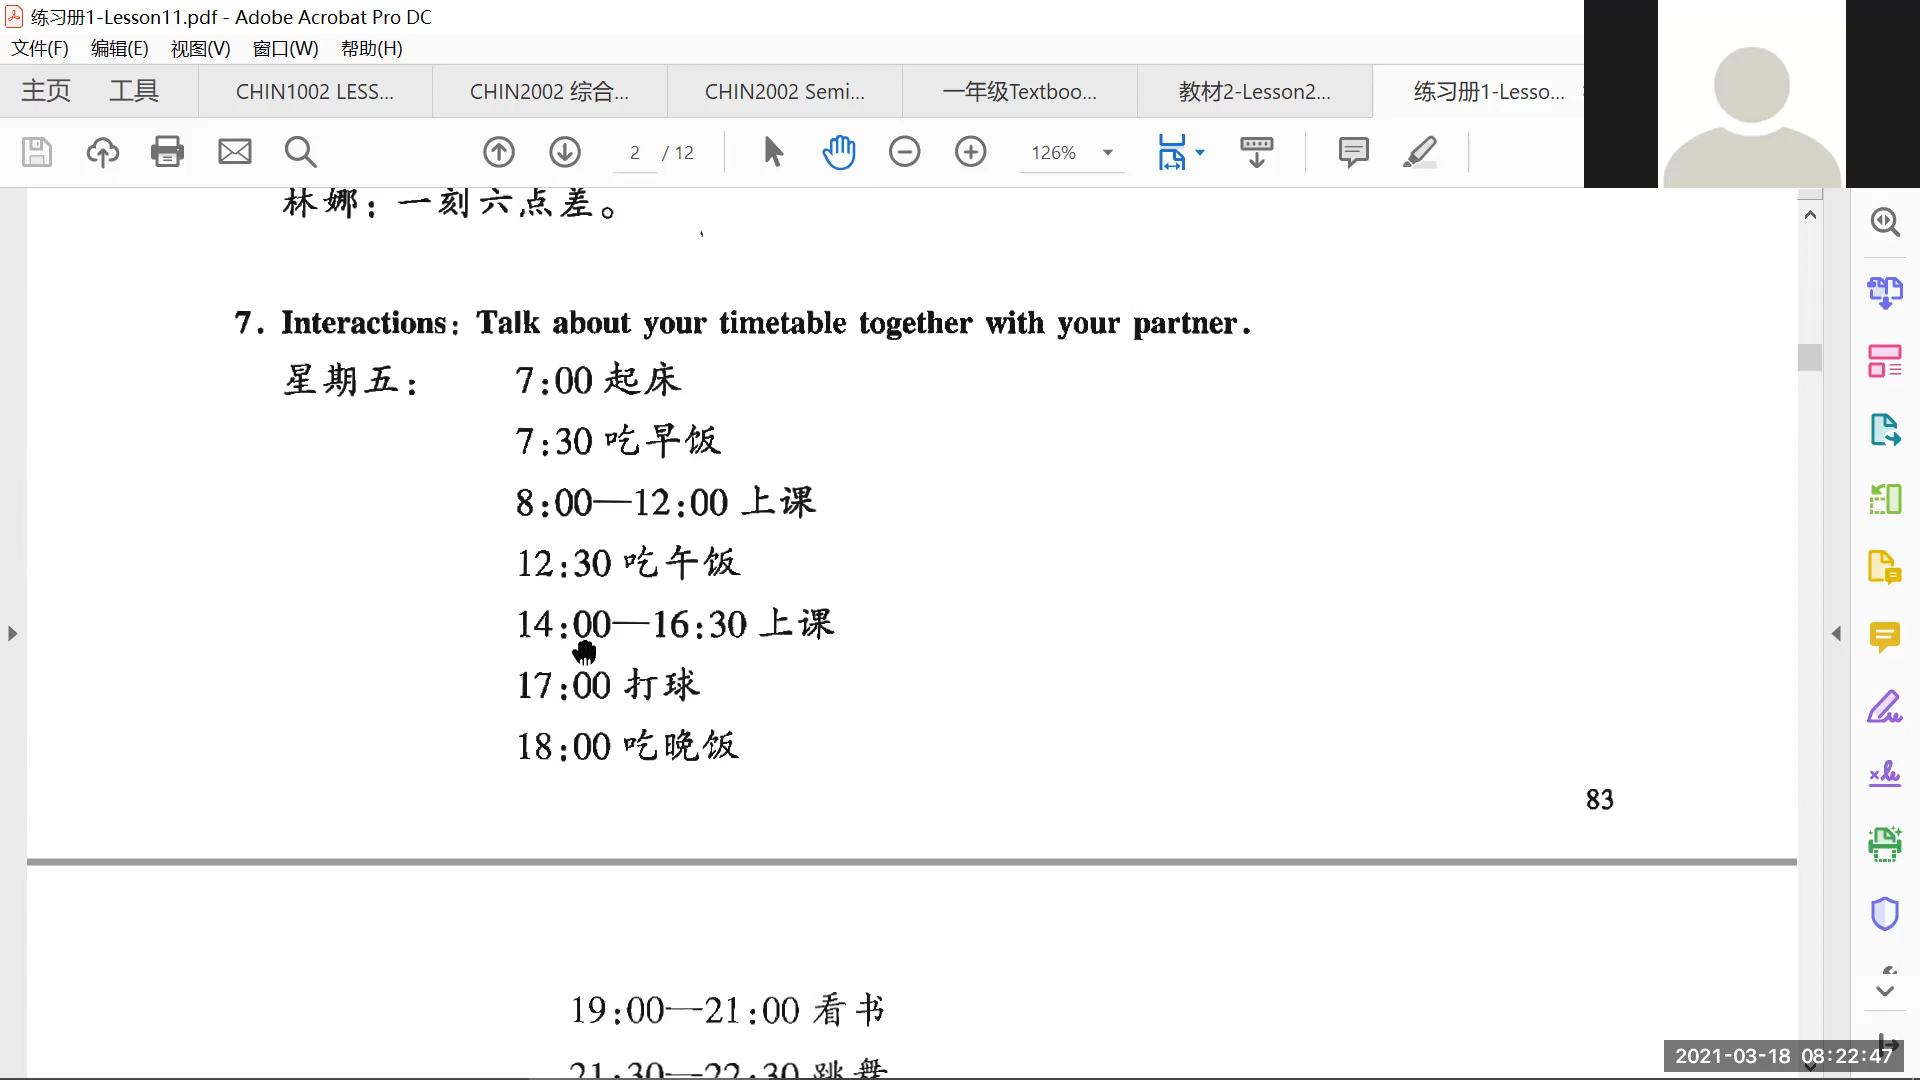 练习册1-Lesson11.pdf - Adobe Acrobat Pro DC
文件(F) 编辑(E) 视图(V) 窗口(W) 帮助(H)
主页 工具 CHIN1002 LESS... CHIN2002 综合... CHIN2002 Semi... 一年级Textboo... 教材2-Lesson2... 练习册1-Lesso...
2 / 12 126%
林娜：一刻六点差。
7. Interactions: Talk about your timetable together with your partner.
星期五： 7:00 起床
7:30 吃早饭
8:00—12:00 上课
12:30 吃午饭
14:00—16:30 上课
17:00 打球
18:00 吃晚饭
83
19:00—21:00 看书
21:30—22:30 跳舞
2021-03-18 08:22:47